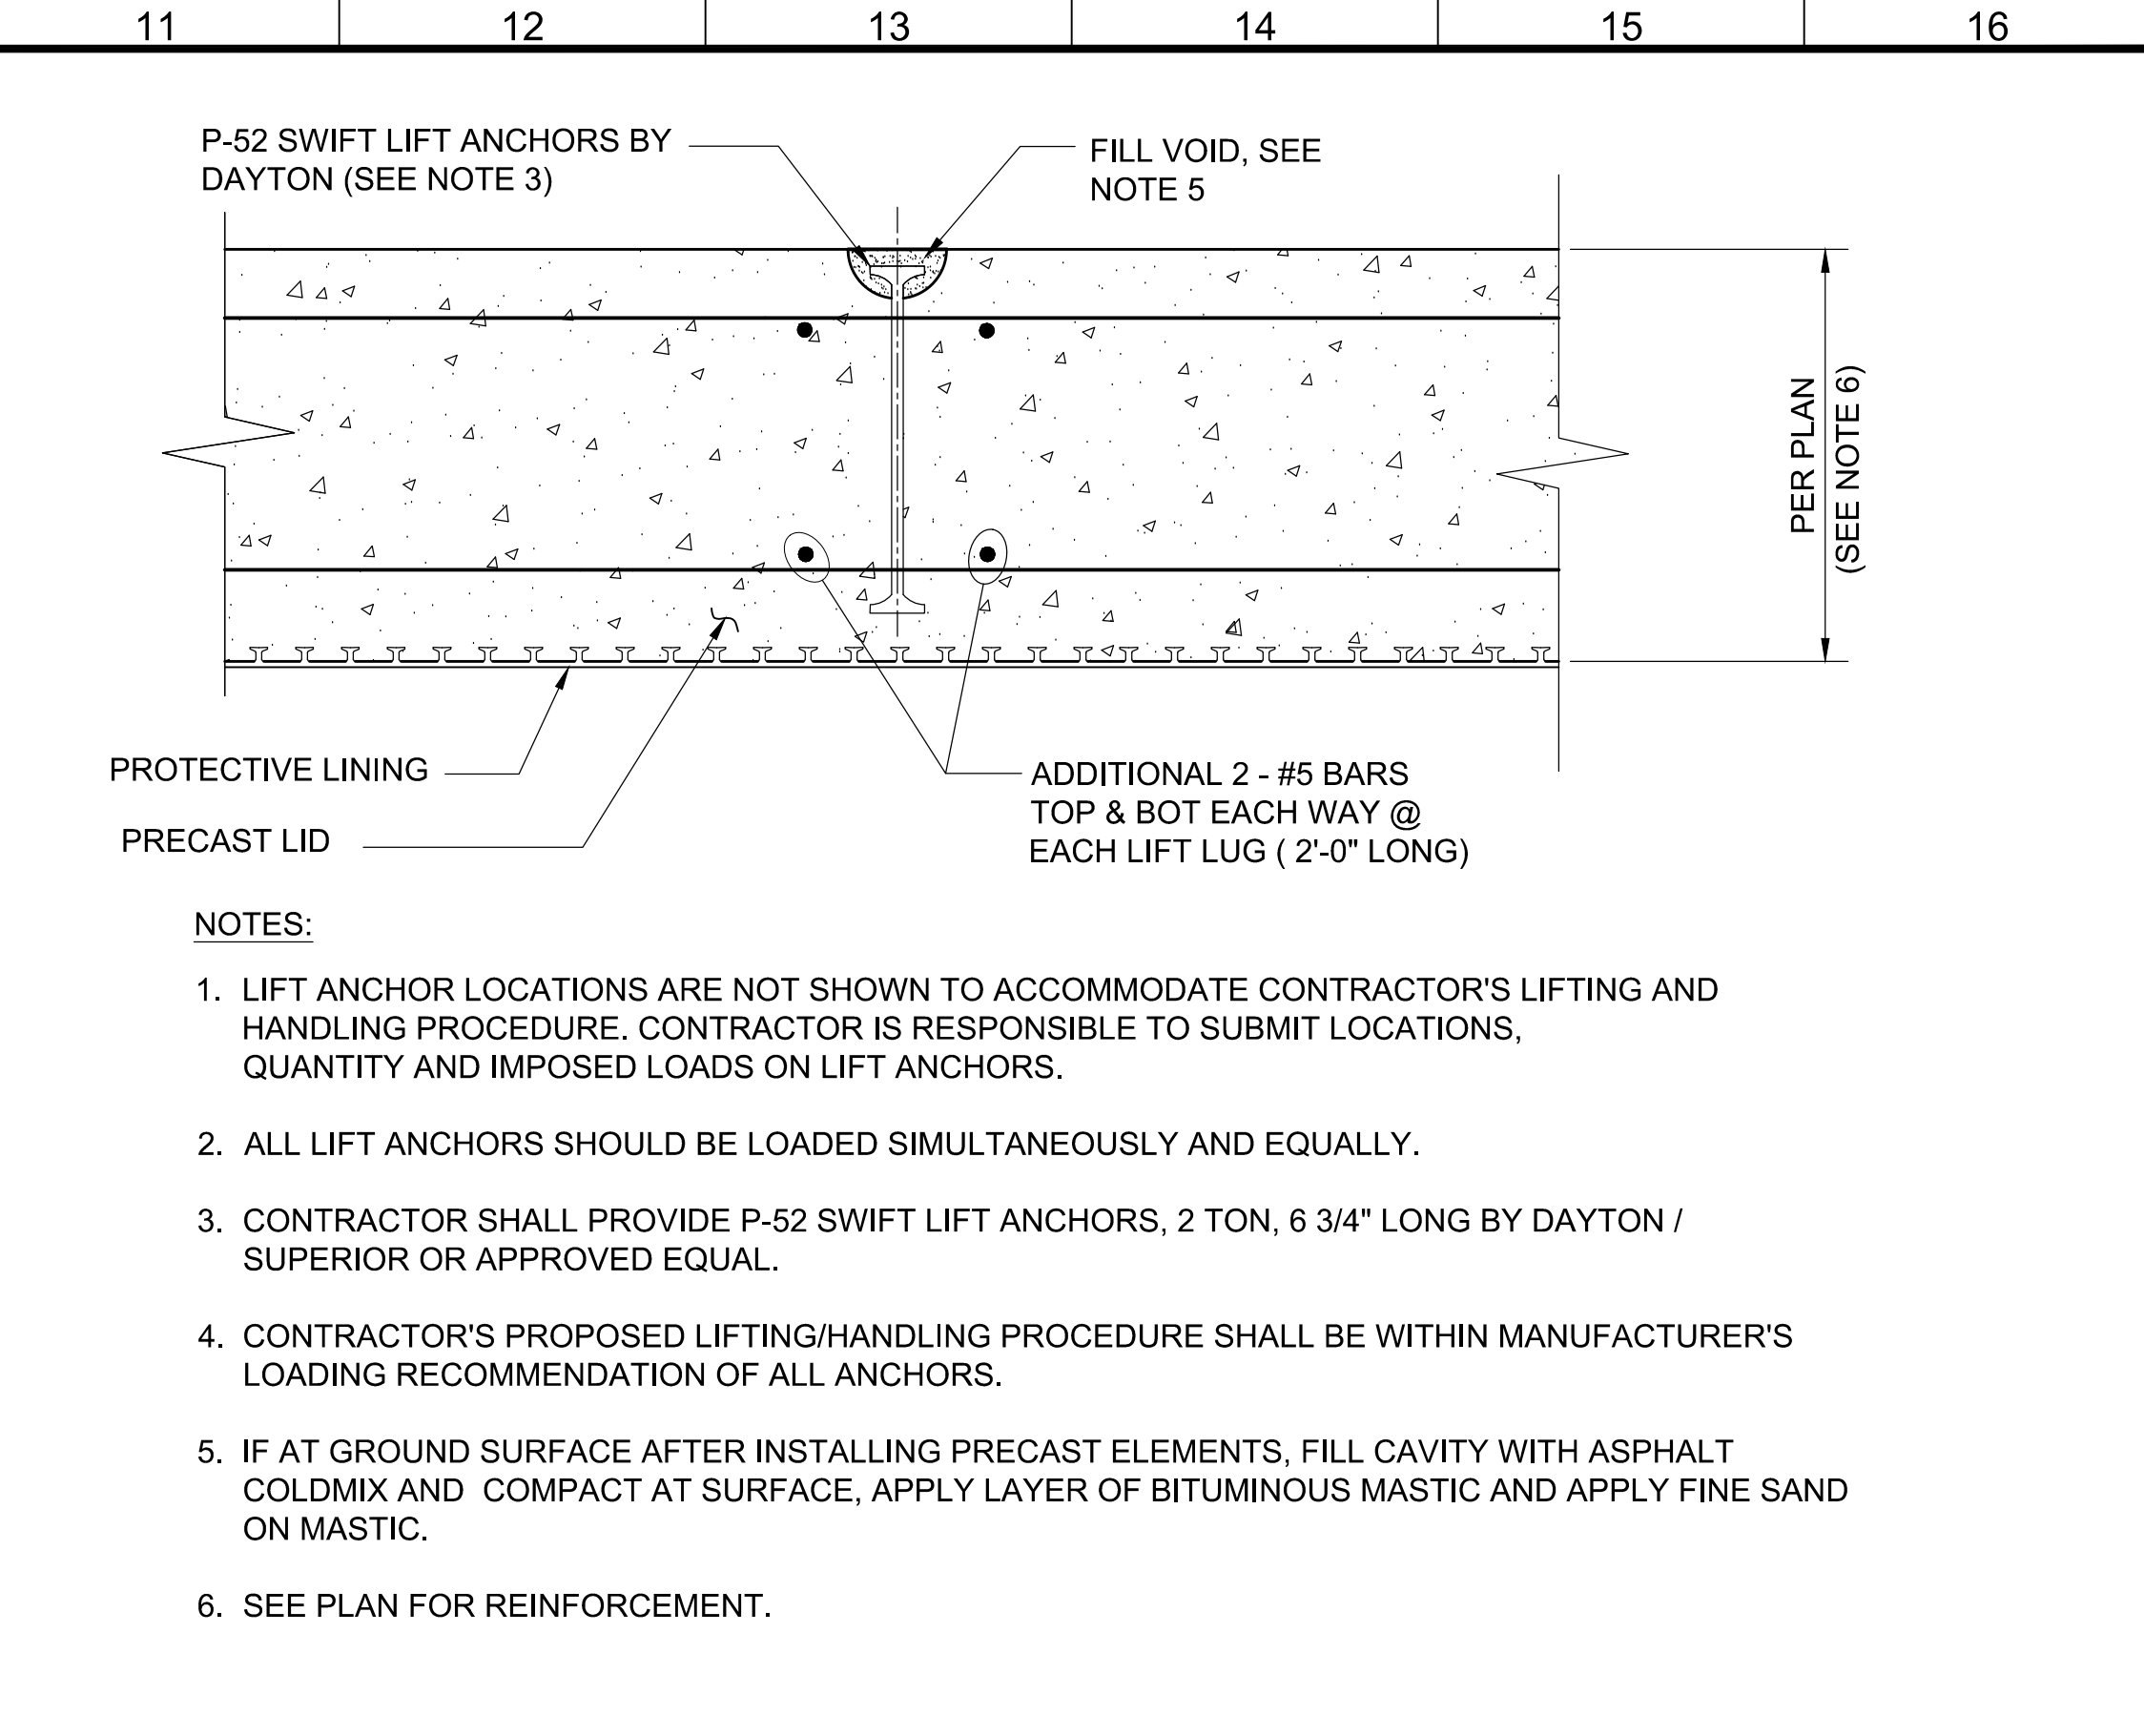 11 12 13 14 15 16
P-52 SWIFT LIFT ANCHORS BY
DAYTON (SEE NOTE 3)
FILL VOID, SEE
NOTE 5
PER PLAN
(SEE NOTE 6)
PROTECTIVE LINING
PRECAST LID
ADDITIONAL 2 - #5 BARS
TOP & BOT EACH WAY @
EACH LIFT LUG ( 2'-0" LONG)
NOTES:
1. LIFT ANCHOR LOCATIONS ARE NOT SHOWN TO ACCOMMODATE CONTRACTOR'S LIFTING AND
HANDLING PROCEDURE. CONTRACTOR IS RESPONSIBLE TO SUBMIT LOCATIONS,
QUANTITY AND IMPOSED LOADS ON LIFT ANCHORS.
2. ALL LIFT ANCHORS SHOULD BE LOADED SIMULTANEOUSLY AND EQUALLY.
3. CONTRACTOR SHALL PROVIDE P-52 SWIFT LIFT ANCHORS, 2 TON, 6 3/4" LONG BY DAYTON /
SUPERIOR OR APPROVED EQUAL.
4. CONTRACTOR'S PROPOSED LIFTING/HANDLING PROCEDURE SHALL BE WITHIN MANUFACTURER'S
LOADING RECOMMENDATION OF ALL ANCHORS.
5. IF AT GROUND SURFACE AFTER INSTALLING PRECAST ELEMENTS, FILL CAVITY WITH ASPHALT
COLDMIX AND  COMPACT AT SURFACE, APPLY LAYER OF BITUMINOUS MASTIC AND APPLY FINE SAND
ON MASTIC.
6. SEE PLAN FOR REINFORCEMENT.